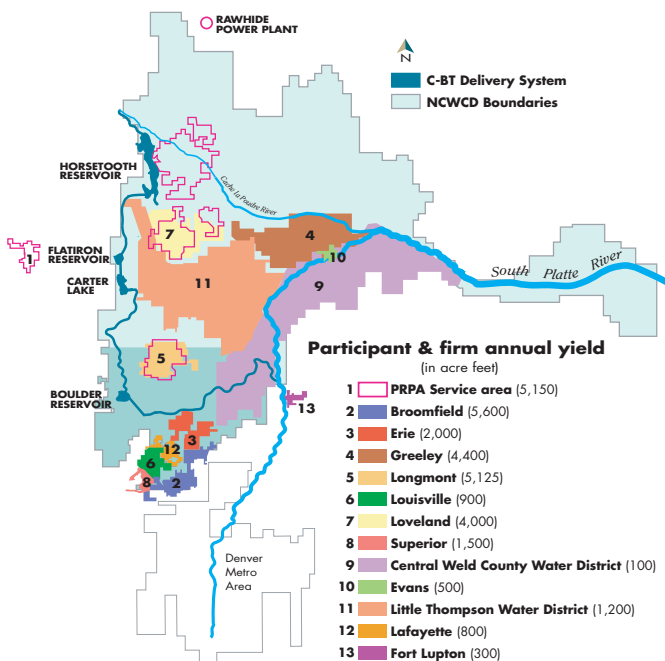 RAWHIDE
POWER PLANT
N
C-BT Delivery System
NCWCD Boundaries
HORSETOOTH
RESERVOIR
Cache la Poudre River
7
4
1
FLATIRON
RESERVOIR
10
11
9
CARTER
LAKE
South Platte River
Participant & firm annual yield
(in acre feet)
5
BOULDER
RESERVOIR
13
3
12
6
8
2
Denver
Metro
Area
1 PRPA Service area (5,150)
2 Broomfield (5,600)
3 Erie (2,000)
4 Greeley (4,400)
5 Longmont (5,125)
6 Louisville (900)
7 Loveland (4,000)
8 Superior (1,500)
9 Central Weld County Water District (100)
10 Evans (500)
11 Little Thompson Water District (1,200)
12 Lafayette (800)
13 Fort Lupton (300)